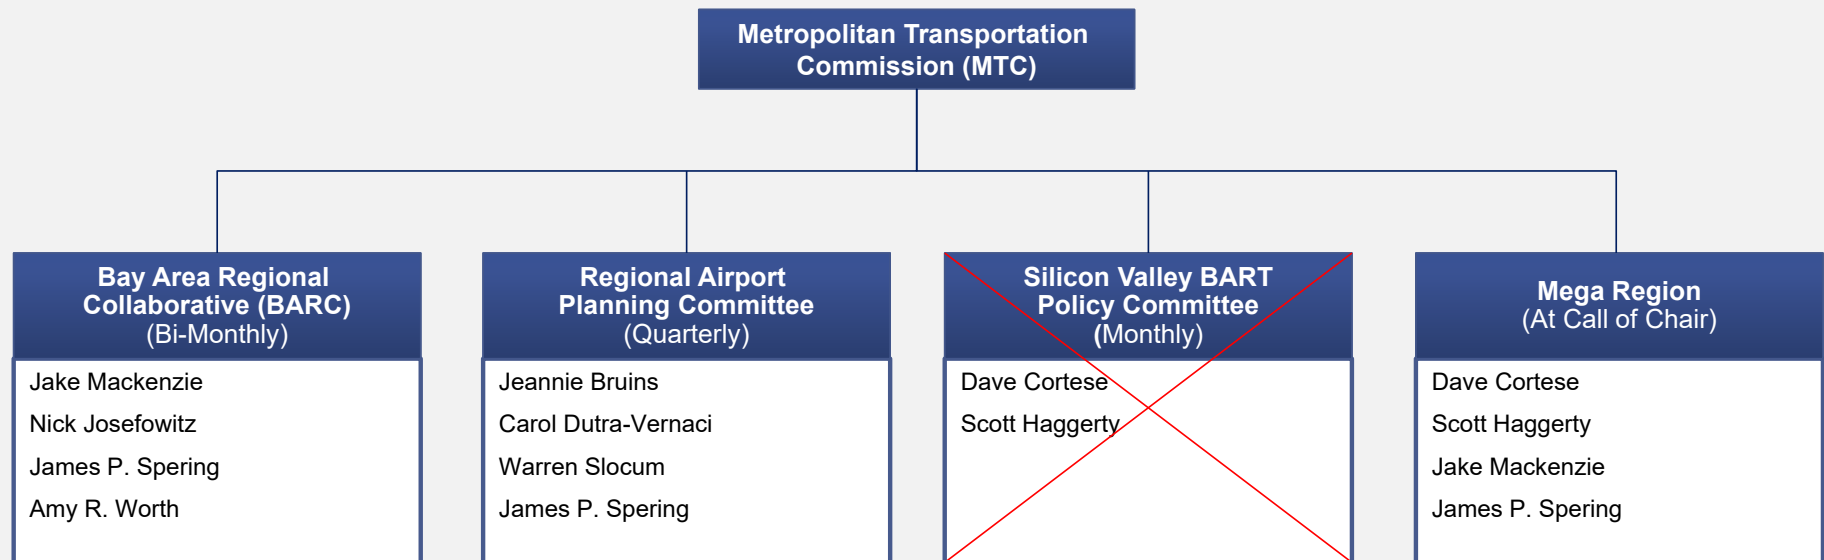 Metropolitan Transportation
Commission (MTC)
Bay Area Regional
Collaborative (BARC)
(Bi-Monthly)
Jake Mackenzie
Nick Josefowitz
James P. Spering
Amy R. Worth
Regional Airport
Planning Committee
(Quarterly)
Jeannie Bruins
Carol Dutra-Vernaci
Warren Slocum
James P. Spering
Silicon Valley BART
Policy Committee
(Monthly)
Dave Cortese
Scott Haggerty
Mega Region
(At Call of Chair)
Dave Cortese
Scott Haggerty
Jake Mackenzie
James P. Spering